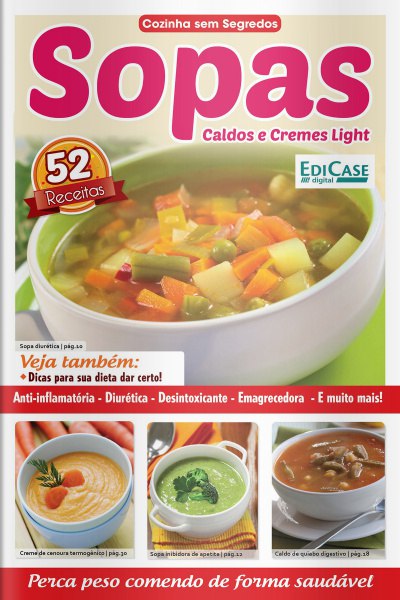 Cozinha sem Segredos
Sopas
Caldos e Cremes Light
52
Receitas
EDICASE
digital
Sopa diurética | pág.10
Veja também:
Dicas para sua dieta dar certo!
Anti-inflamatória - Diurética - Desintoxicante - Emagrecedora - E muito mais!
Creme de cenoura termogênico | pág.30
Sopa inibidora de apetite | pág.12
Caldo de quiabo digestivo | pág.18
Perca peso comendo de forma saudável